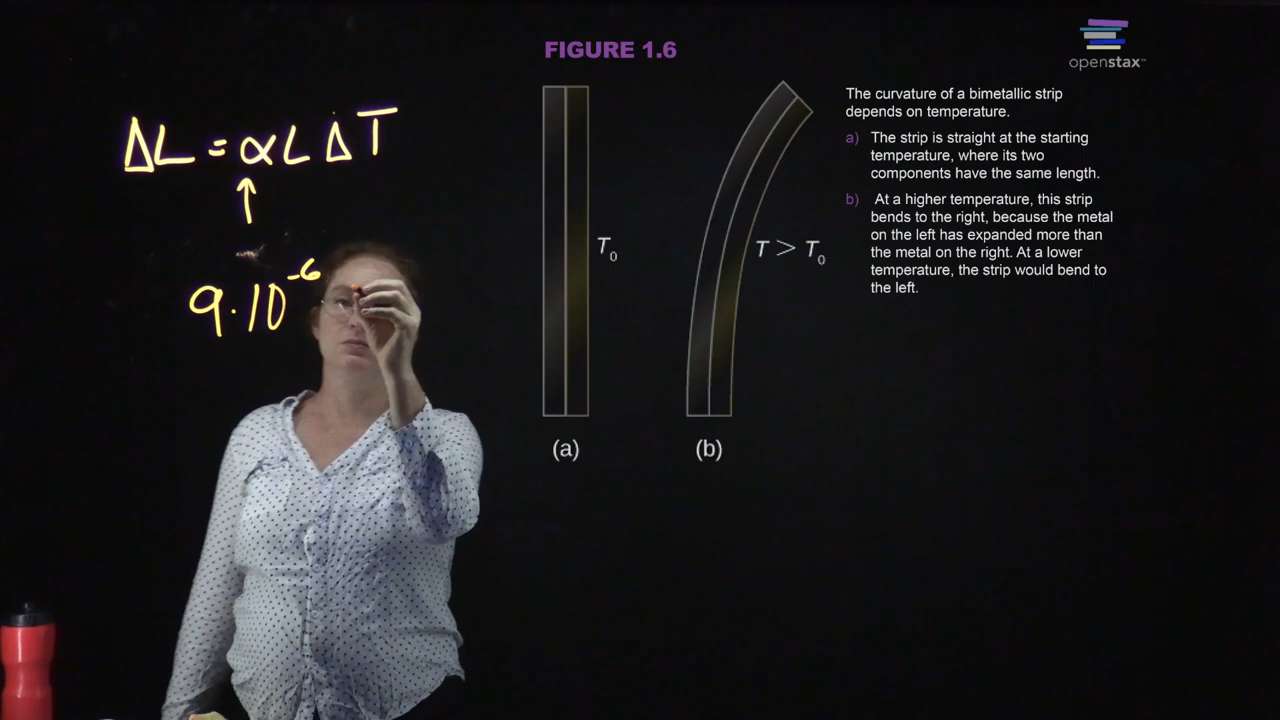 FIGURE 1.6
openstax™
ΔL = αLΔT
↑
9·10⁻⁶
T₀
T > T₀
(a)
(b)
The curvature of a bimetallic strip
depends on temperature.
a) The strip is straight at the starting
temperature, where its two
components have the same length.
b) At a higher temperature, this strip
bends to the right, because the metal
on the left has expanded more than
the metal on the right. At a lower
temperature, the strip would bend to
the left.